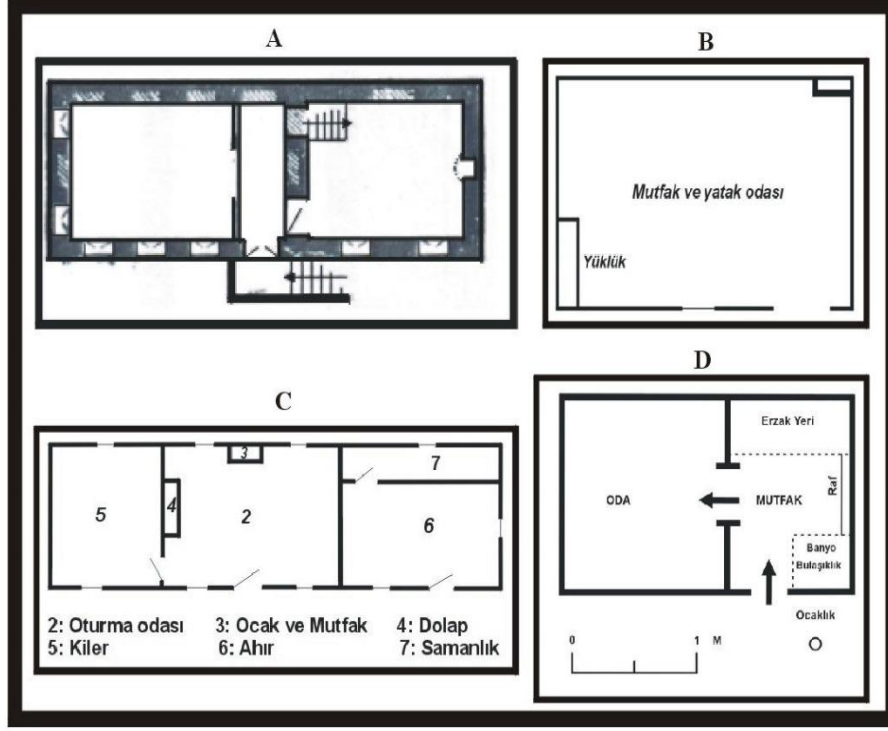 A
B
Mutfak ve yatak odası
Yüklük
C
3
7
4
5
2
6
2: Oturma odası 3: Ocak ve Mutfak 4: Dolap
5: Kiler 6: Ahır 7: Samanlık
D
Erzak Yeri
ODA
MUTFAK
Raf
Banyo
Bulaşıklık
Ocaklık
0 1 M